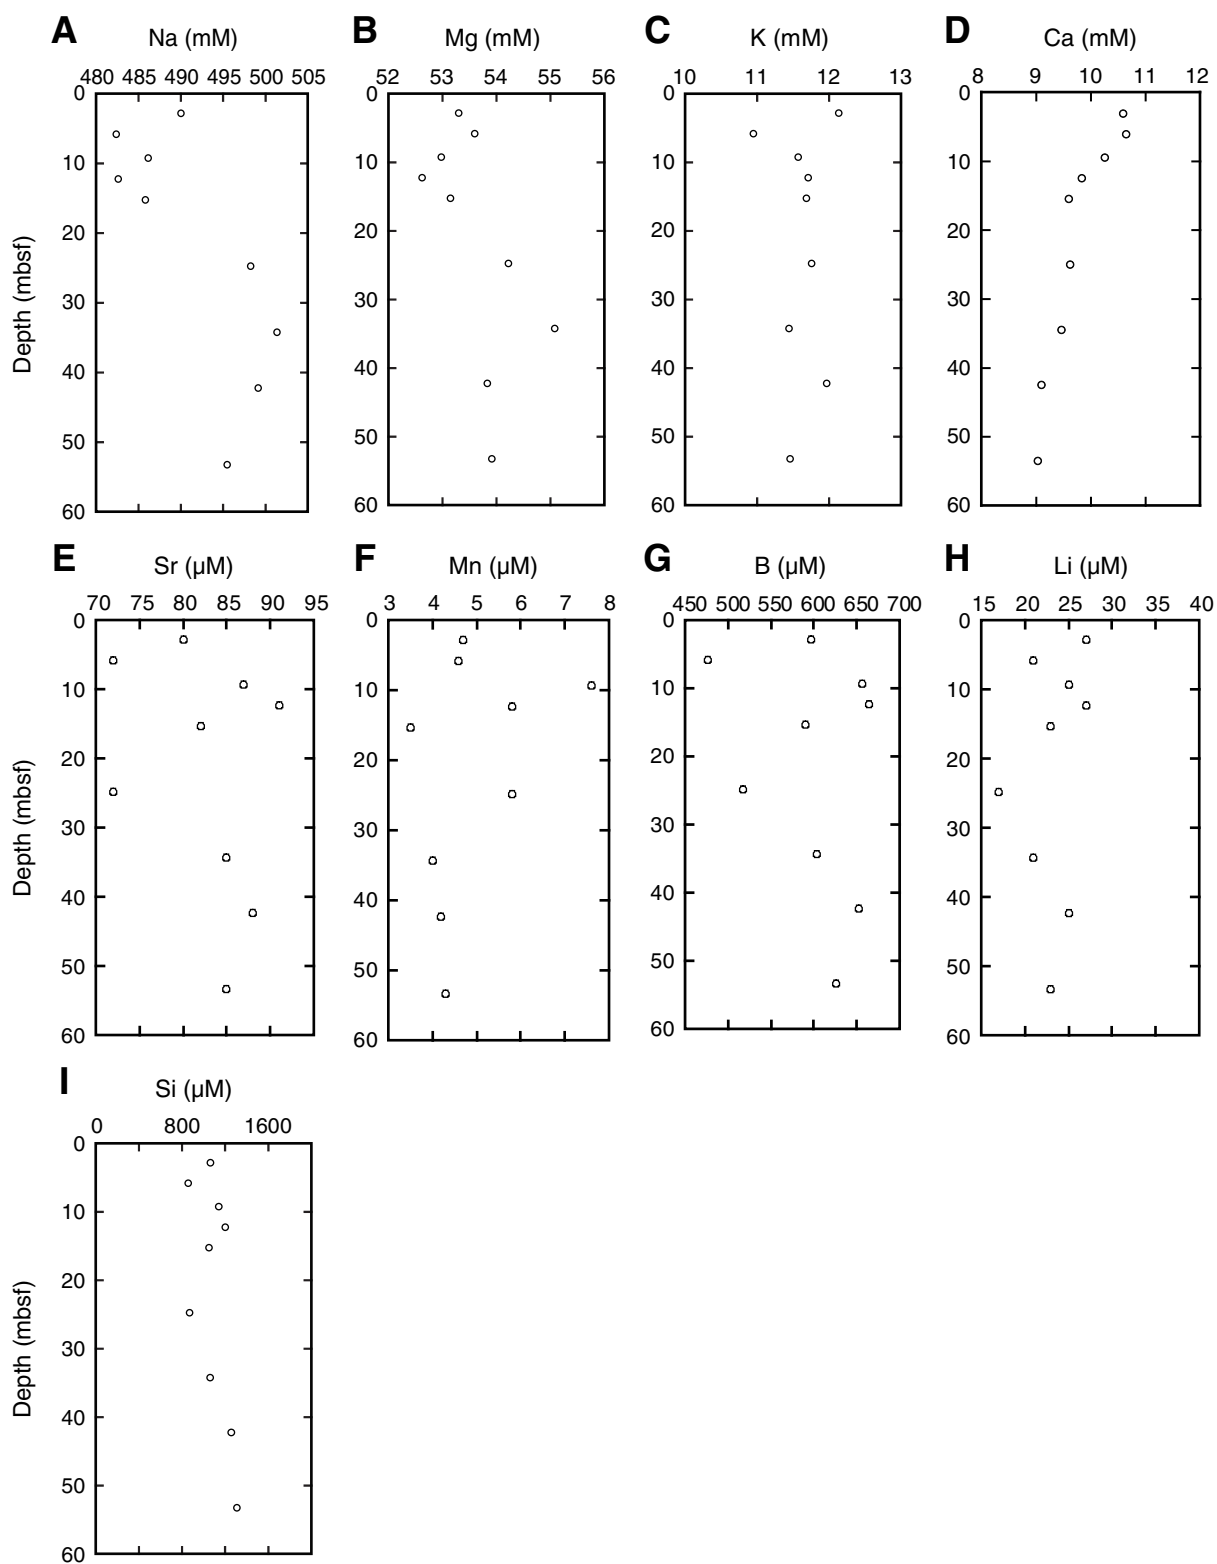 A Na (mM) B Mg (mM) C K (mM) D Ca (mM)
480 485 490 495 500 505 52 53 54 55 56 10 11 12 13 8 9 10 11 12
0 0 0 0
10 10 10 10
20 20 20 20
30 30 30 30
40 40 40 40
50 50 50 50
60 60 60 60
Depth (mbsf)
E Sr (µM) F Mn (µM) G B (µM) H Li (µM)
70 75 80 85 90 95 3 4 5 6 7 8 450 500 550 600 650 700 15 20 25 30 35 40
0 0 0 0
10 10 10 10
20 20 20 20
30 30 30 30
40 40 40 40
50 50 50 50
60 60 60 60
Depth (mbsf)
I Si (µM)
0 800 1600
0
10
20
30
40
50
60
Depth (mbsf)